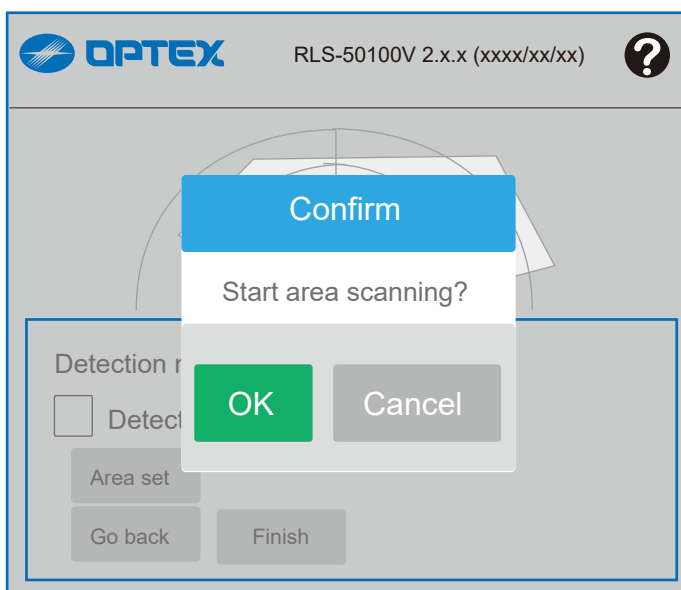 OPTEX RLS-50100V 2.x.x (xxxx/xx/xx) ?
Confirm
Start area scanning?
Detection
Detect
OK Cancel
Area set
Go back Finish